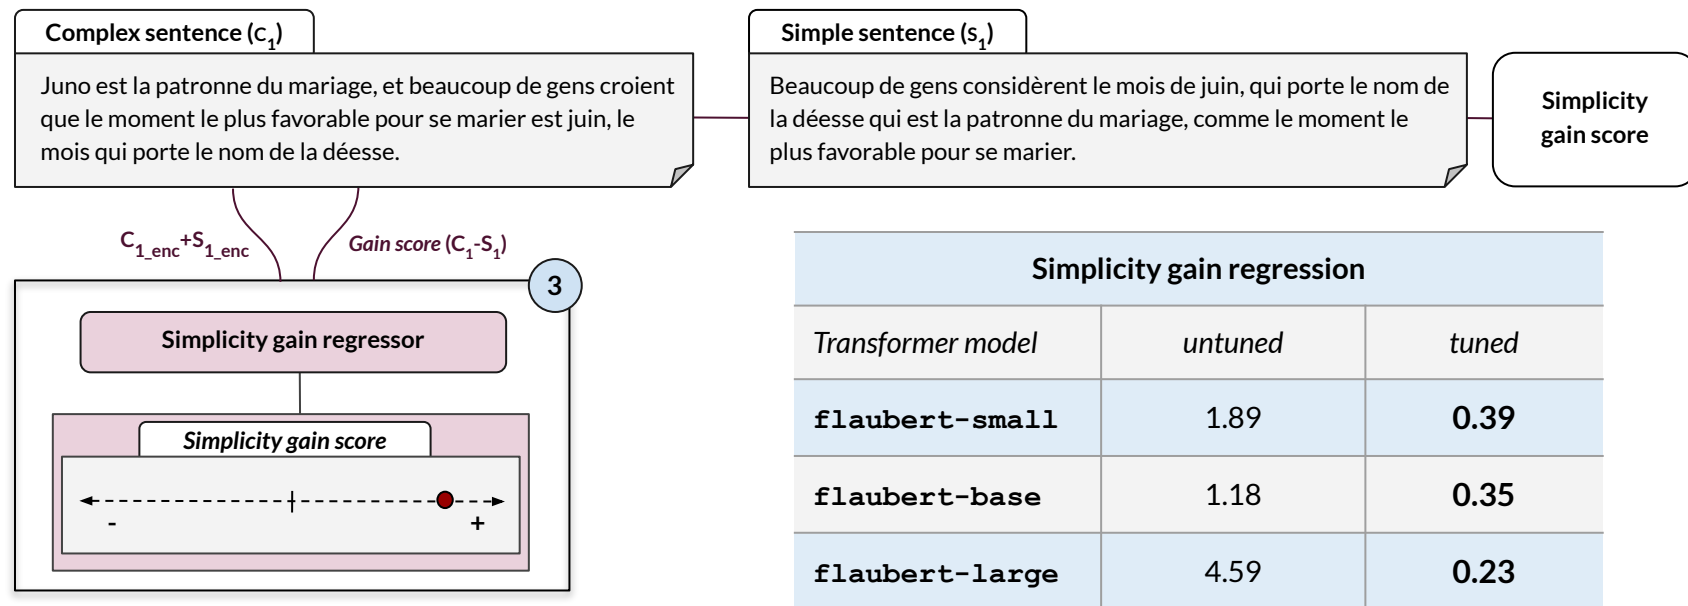 Complex sentence (C1)
Juno est la patronne du mariage, et beaucoup de gens croient
que le moment le plus favorable pour se marier est juin, le
mois qui porte le nom de la déesse.
Simple sentence (S1)
Beaucoup de gens considèrent le mois de juin, qui porte le nom de
la déesse qui est la patronne du mariage, comme le moment le
plus favorable pour se marier.
Simplicity
gain score
C1_enc+S1_enc
Gain score (C1-S1)
3
Simplicity gain regressor
Simplicity gain score
- +
Simplicity gain regression
Transformer model untuned tuned
flaubert-small 1.89 0.39
flaubert-base 1.18 0.35
flaubert-large 4.59 0.23